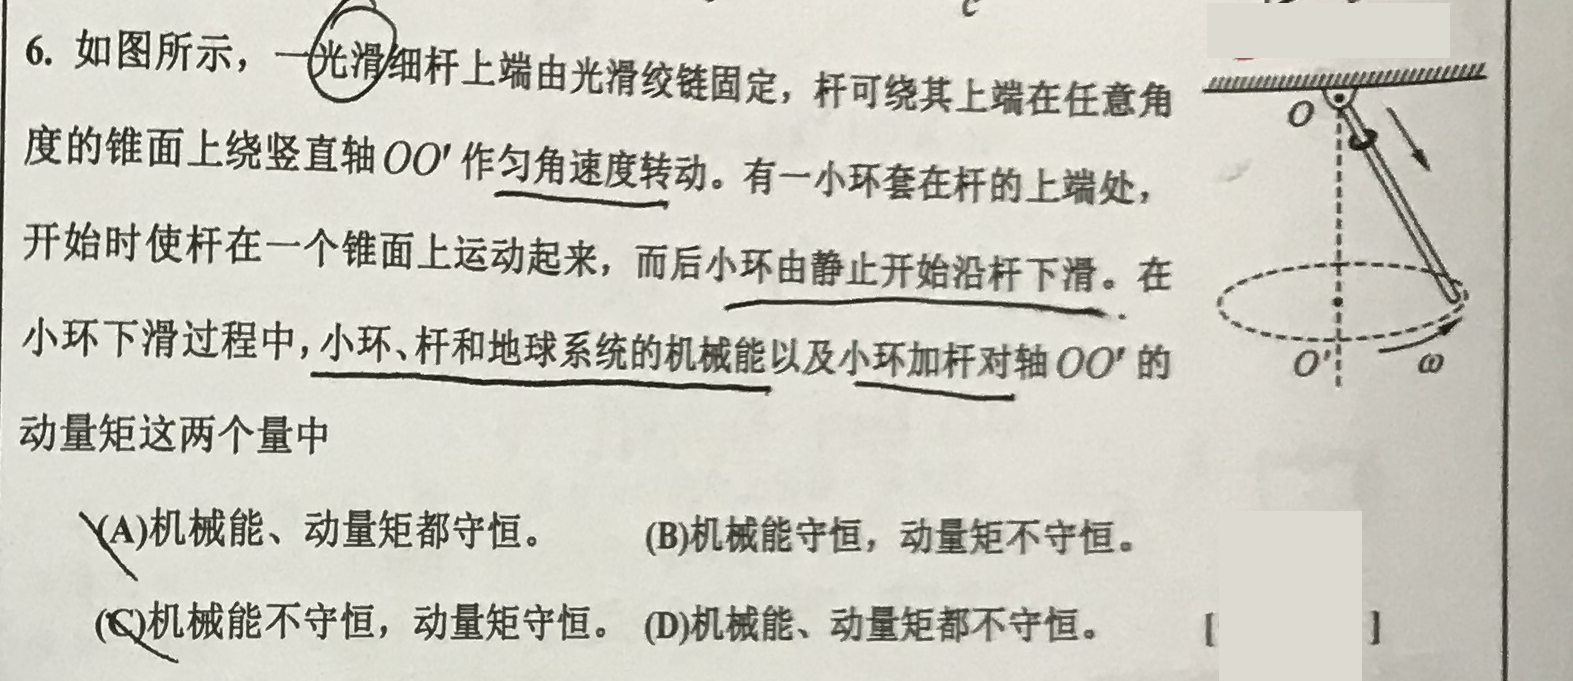 6. 如图所示，一光滑细杆上端由光滑绞链固定，杆可绕其上端在任意角
度的锥面上绕竖直轴OO′作匀角速度转动。有一小环套在杆的上端处，
开始时使杆在一个锥面上运动起来，而后小环由静止开始沿杆下滑。在
小环下滑过程中，小环、杆和地球系统的机械能以及小环加杆对轴OO′的
动量矩这两个量中
(A)机械能、动量矩都守恒。 (B)机械能守恒，动量矩不守恒。
(C)机械能不守恒，动量矩守恒。 (D)机械能、动量矩都不守恒。 [ ]
O
O′
ω